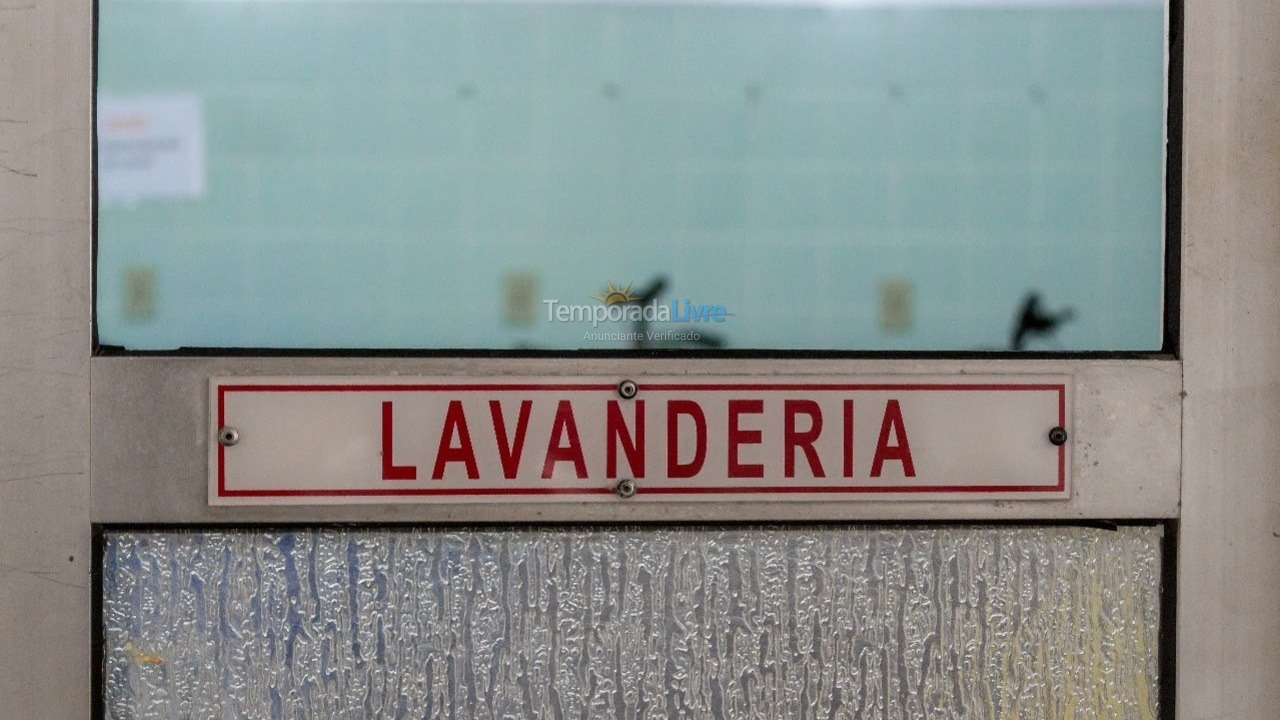 TemporadaLivre
Anunciante Verificado
LAVANDERIA